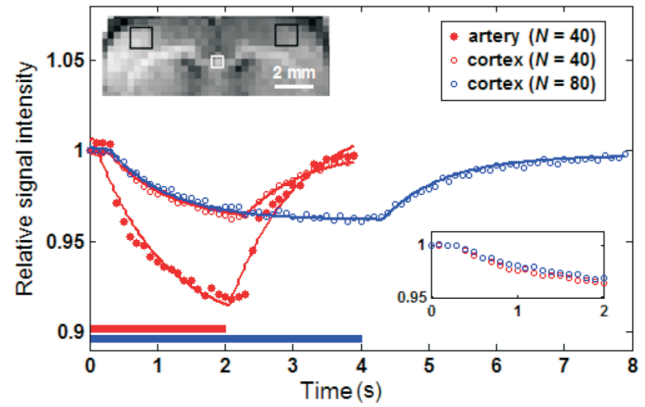 1.05
1
0.95
0.9
Relative signal intensity
2 mm
artery (N = 40)
cortex (N = 40)
cortex (N = 80)
1
0.95
0 1 2
0 1 2 3 4 5 6 7 8
Time (s)